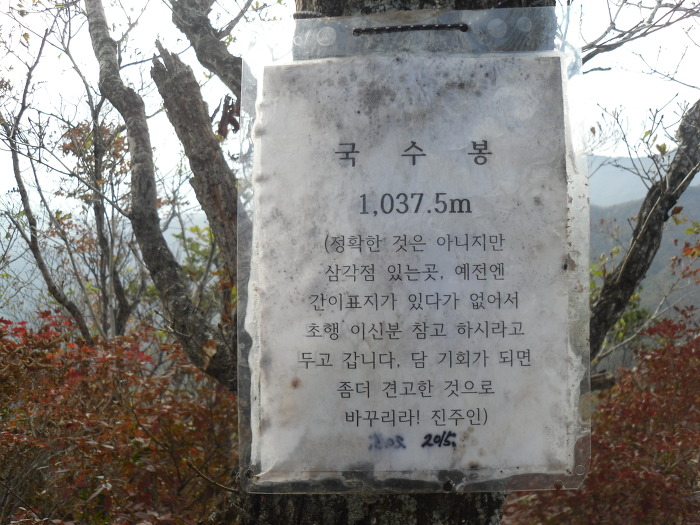 국 수 봉
1,037.5m
(정확한 것은 아니지만
삼각점 있는곳, 예전엔
간이표지가 있다가 없어서
초행 이신분 참고 하시라고
두고 갑니다, 담 기회가 되면
좀더 견고한 것으로
바꾸리라! 진주인)
2015.